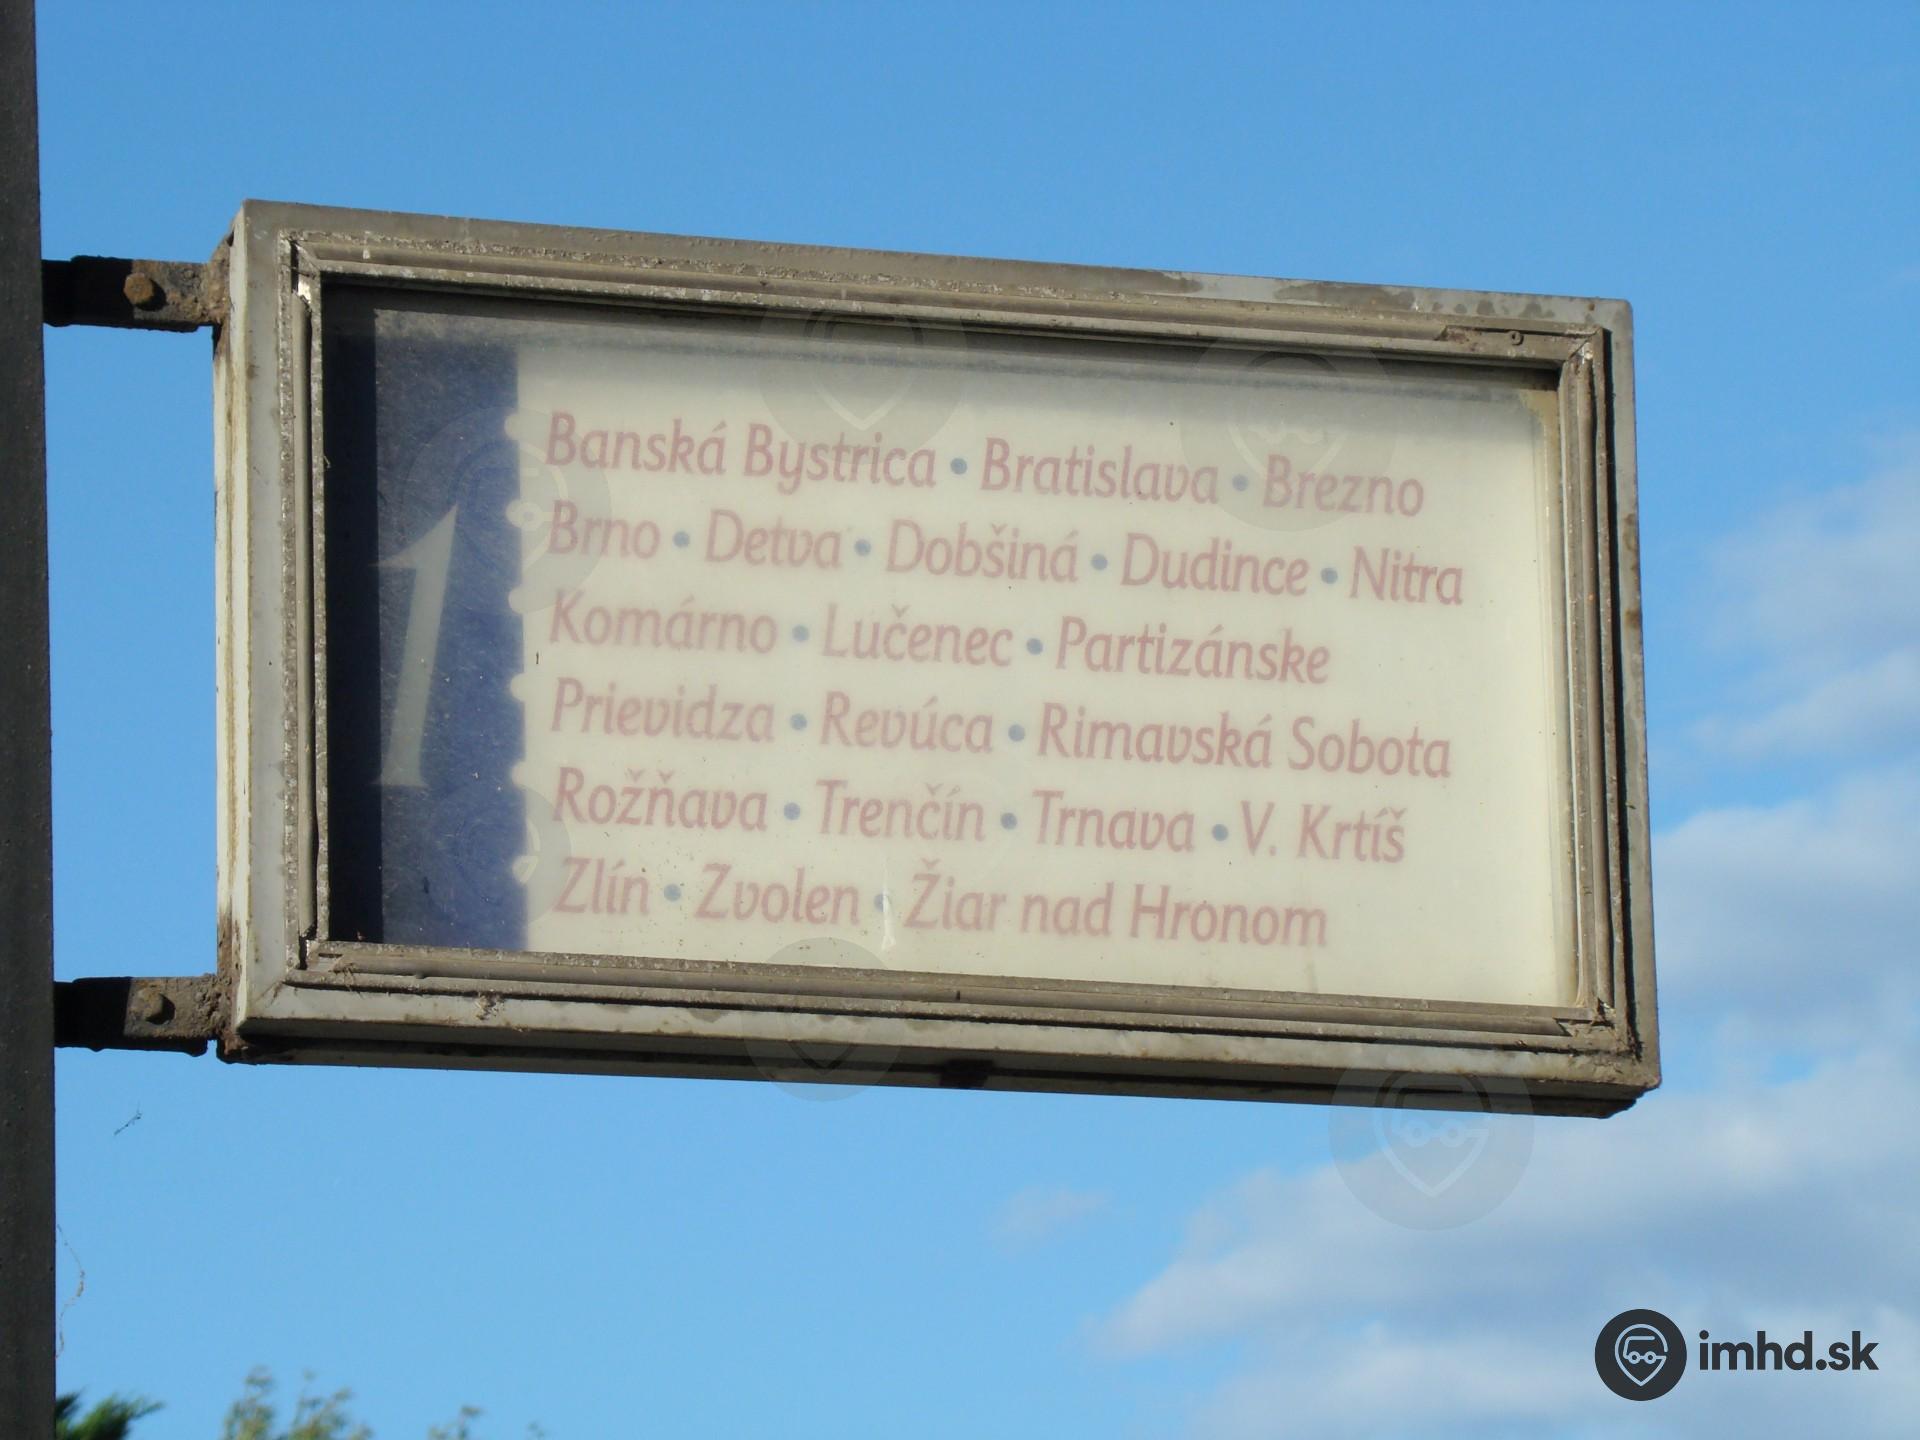 1
Banská Bystrica • Bratislava • Brezno
Brno • Detva • Dobšiná • Dudince • Nitra
Komárno • Lučenec • Partizánske
Prievidza • Revúca • Rimavská Sobota
Rožňava • Trenčín • Trnava • V. Krtíš
Zlín • Zvolen • Žiar nad Hronom
imhd.sk